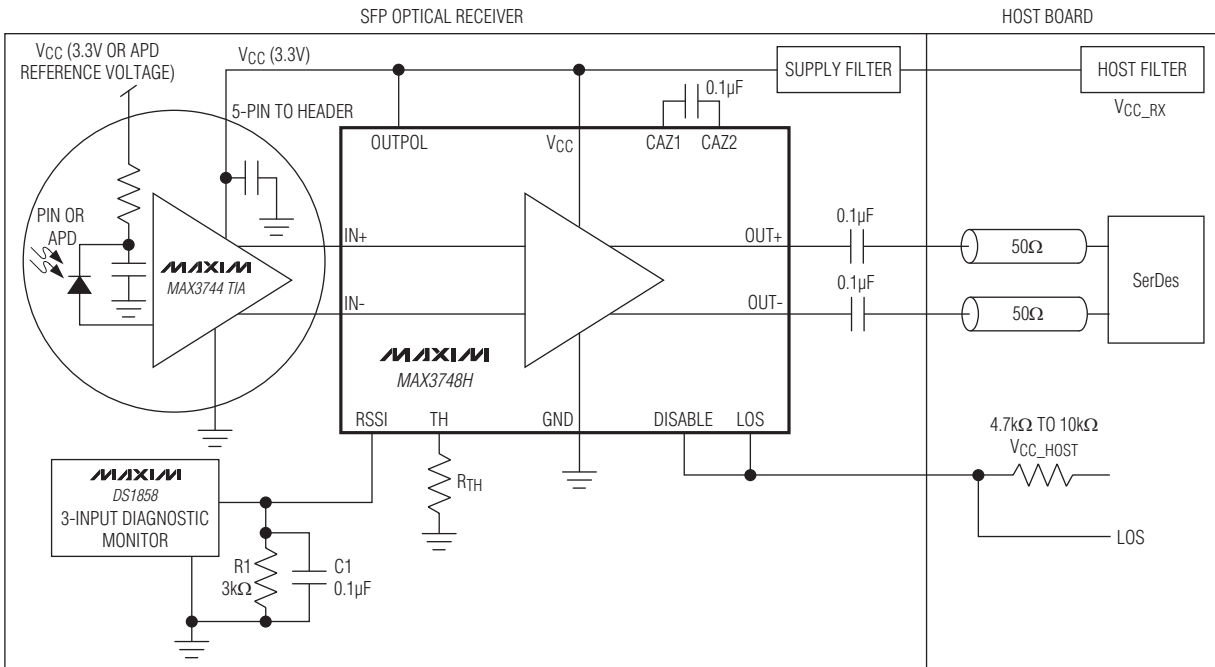 SFP OPTICAL RECEIVER
HOST BOARD
VCC (3.3V OR APD
REFERENCE VOLTAGE)
VCC (3.3V)
SUPPLY FILTER
HOST FILTER
VCC_RX
0.1µF
5-PIN TO HEADER
OUTPOL
VCC
CAZ1
CAZ2
PIN OR
APD
MAXIM
MAX3744 TIA
IN+
IN-
OUT+
OUT-
0.1µF
0.1µF
50Ω
50Ω
SerDes
MAXIM
MAX3748H
RSSI
TH
GND
DISABLE
LOS
4.7kΩ TO 10kΩ
VCC_HOST
LOS
MAXIM
DS1858
3-INPUT DIAGNOSTIC
MONITOR
RTH
R1
3kΩ
C1
0.1µF